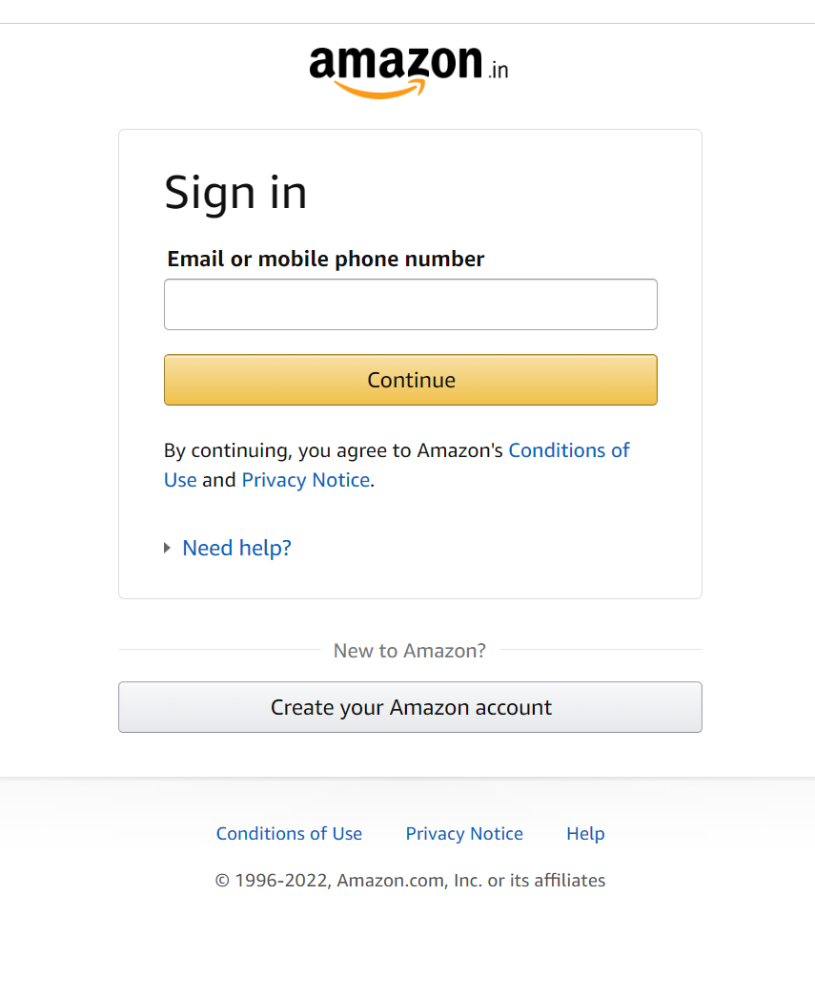 amazon.in
Sign in
Email or mobile phone number
Continue
By continuing, you agree to Amazon's Conditions of
Use and Privacy Notice.
Need help?
New to Amazon?
Create your Amazon account
Conditions of Use Privacy Notice Help
© 1996-2022, Amazon.com, Inc. or its affiliates